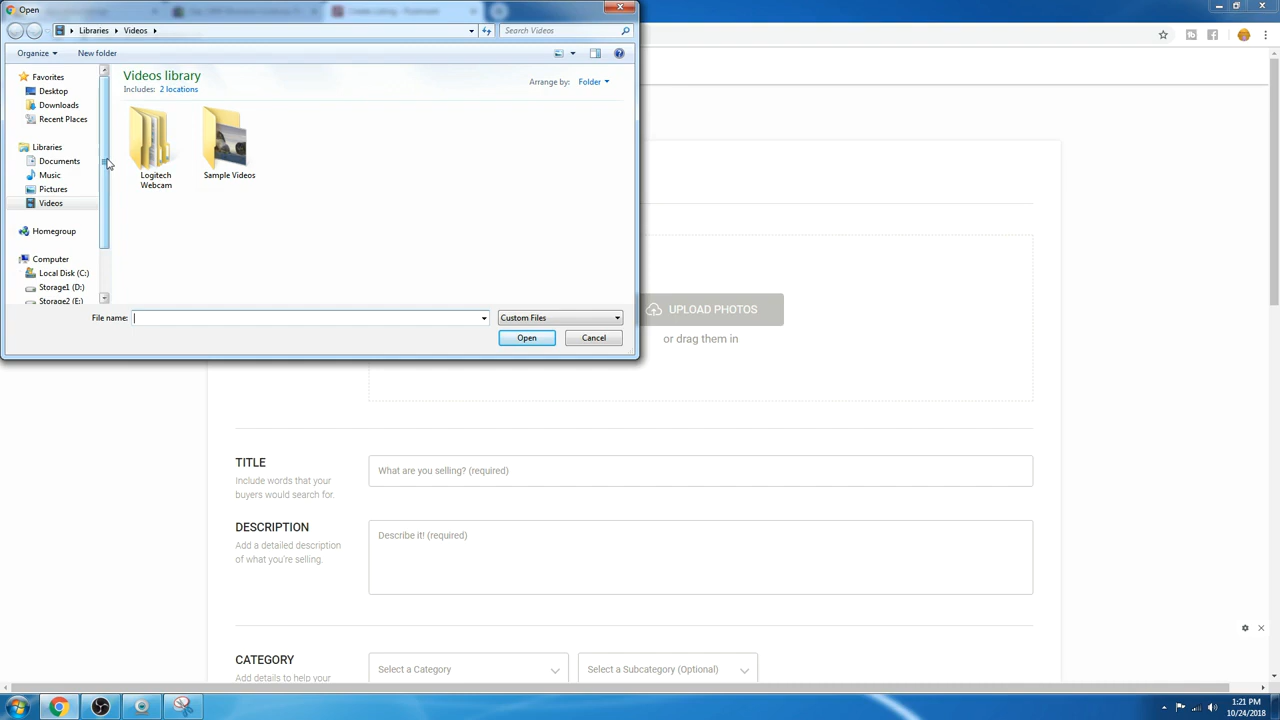 Open
Libraries
Videos
Search Videos
Organize
New folder
Favorites
Desktop
Downloads
Recent Places
Libraries
Documents
Music
Pictures
Videos
Homegroup
Computer
Local Disk (C:)
Storage1 (D:)
Storage2 (E:)
Videos library
Includes: 2 locations
Arrange by: Folder
Logitech Webcam
Sample Videos
File name:
Custom Files
Open
Cancel
UPLOAD PHOTOS
or drag them in
TITLE
Include words that your
buyers would search for.
What are you selling? (required)
DESCRIPTION
Add a detailed description
of what you're selling.
Describe it! (required)
CATEGORY
Add details to help your
Select a Category
Select a Subcategory (Optional)
1:21 PM
10/24/2018